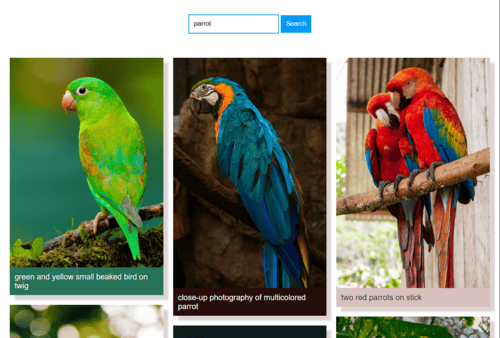 parrot
Search
green and yellow small beaked bird on
twig
close-up photography of multicolored
parrot
two red parrots on stick